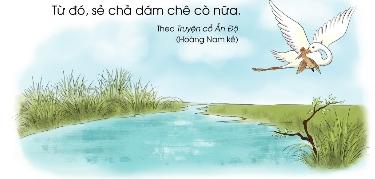 Từ đó, sẻ chả dám chê cò nữa.
Theo Truyện cổ Ấn Độ
(Hoàng Nam kể)